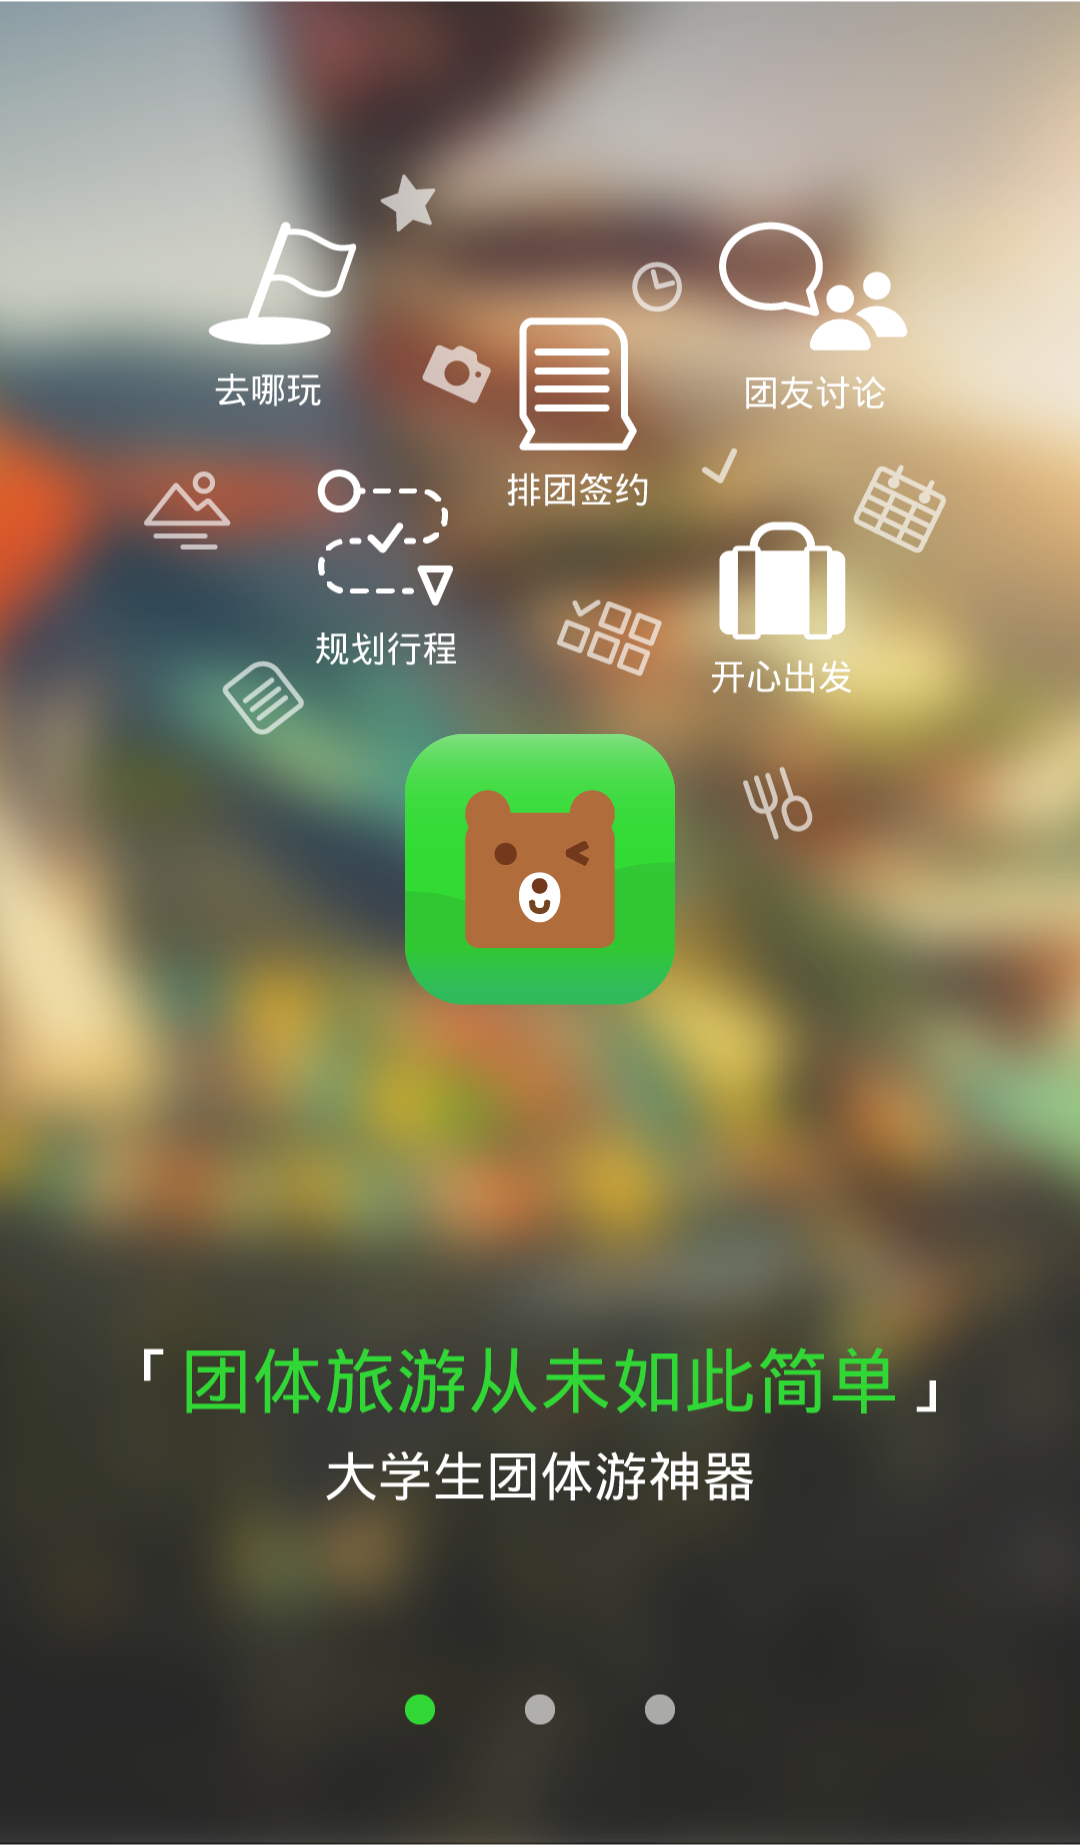 去哪玩
团友讨论
排团签约
规划行程
开心出发
「团体旅游从未如此简单」
大学生团体游神器